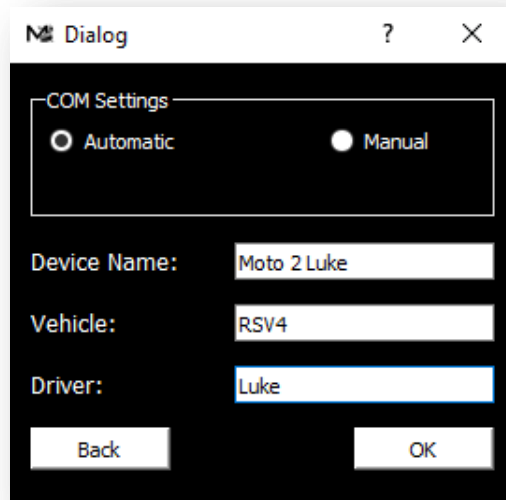 Dialog ?
COM Settings
Automatic Manual
Device Name: Moto 2 Luke
Vehicle: RSV4
Driver: Luke
Back OK